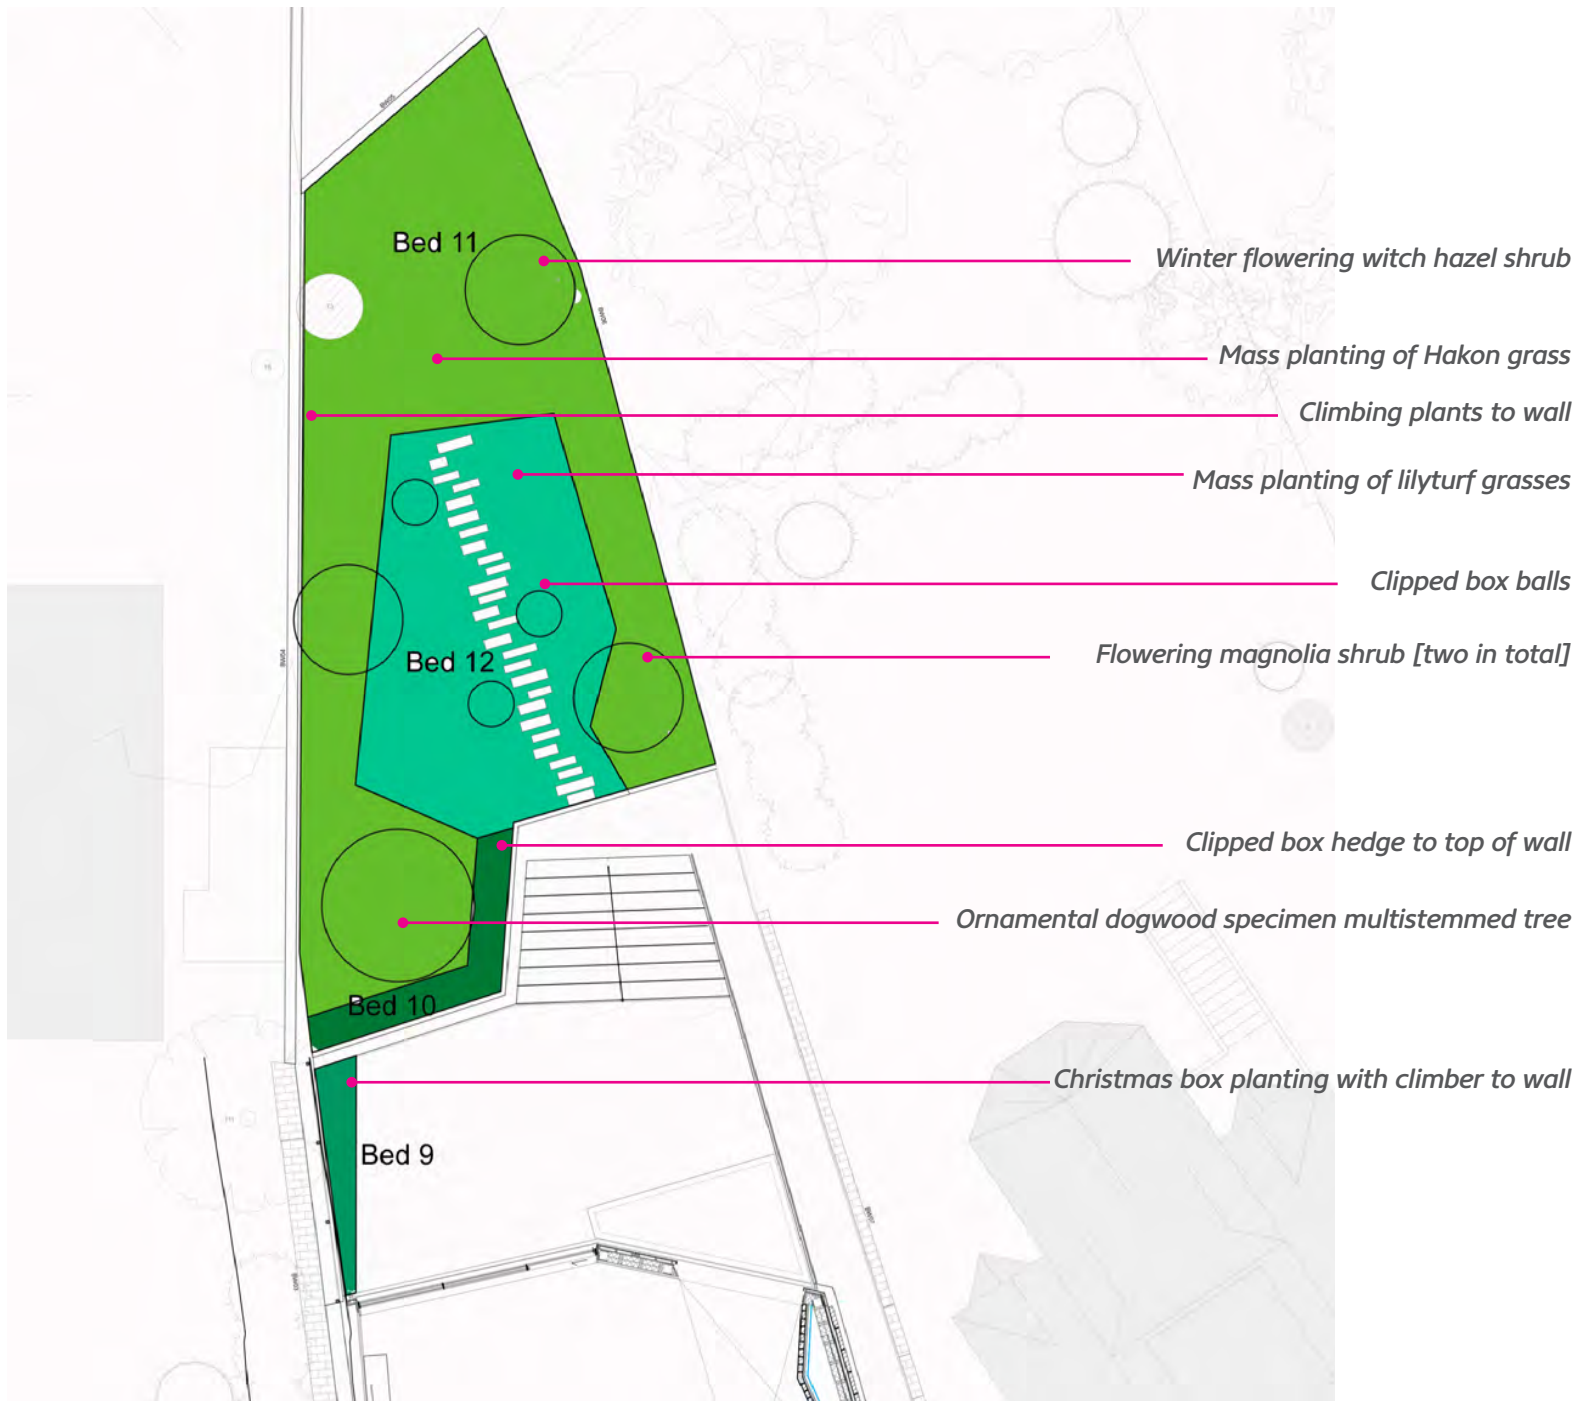 Bed 11
Winter flowering witch hazel shrub
Mass planting of Hakon grass
Climbing plants to wall
Mass planting of lilyturf grasses
Clipped box balls
Bed 12
Flowering magnolia shrub [two in total]
Clipped box hedge to top of wall
Ornamental dogwood specimen multistemmed tree
Bed 10
Christmas box planting with climber to wall
Bed 9